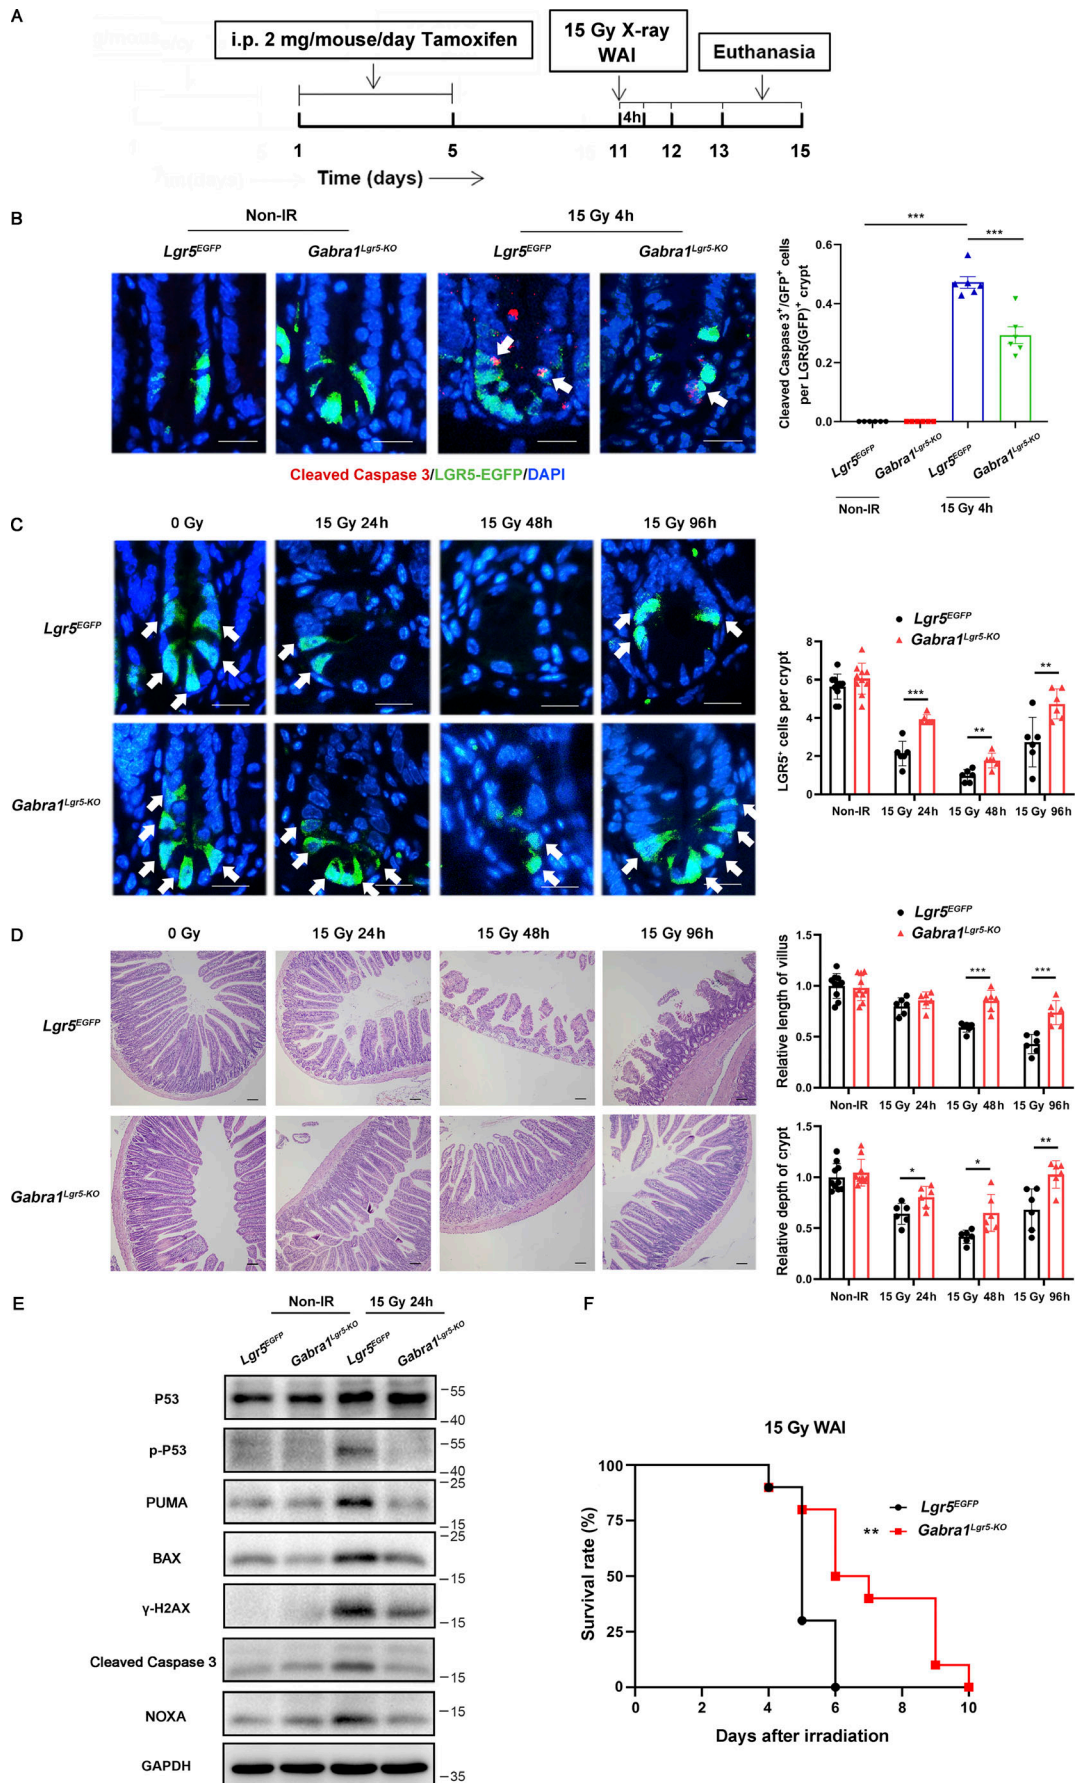 A
i.p. 2 mg/mouse/day Tamoxifen
15 Gy X-ray
WAI
Euthanasia
4h
1 5 11 12 13 15
Time (days)
B
Non-IR 15 Gy 4h
Lgr5EGFP Gabra1Lgr5-KO Lgr5EGFP Gabra1Lgr5-KO
Cleaved Caspase 3/LGR5-EGFP/DAPI
Cleaved Caspase 3+/GFP+ cells
per LGR5(GFP)+ crypt
0.6
0.4
0.2
0.0
*** ***
Lgr5EGFP Gabra1Lgr5-KO Lgr5EGFP Gabra1Lgr5-KO
Non-IR 15 Gy 4h
C
0 Gy 15 Gy 24h 15 Gy 48h 15 Gy 96h
Lgr5EGFP
Gabra1Lgr5-KO
Lgr5EGFP
Gabra1Lgr5-KO
LGR5+ cells per crypt
8
6
4
2
0
*** ** **
Non-IR 15 Gy 24h 15 Gy 48h 15 Gy 96h
D
0 Gy 15 Gy 24h 15 Gy 48h 15 Gy 96h
Lgr5EGFP
Gabra1Lgr5-KO
Lgr5EGFP
Gabra1Lgr5-KO
Relative length of villus
1.5
1.0
0.5
0.0
*** ***
Non-IR 15 Gy 24h 15 Gy 48h 15 Gy 96h
Relative depth of crypt
1.5
1.0
0.5
0.0
* * **
Non-IR 15 Gy 24h 15 Gy 48h 15 Gy 96h
E
Non-IR 15 Gy 24h
Lgr5EGFP Gabra1Lgr5-KO Lgr5EGFP Gabra1Lgr5-KO
P53 –55
–40
p-P53 –55
–40
PUMA –25
–15
BAX –25
–15
γ-H2AX –15
Cleaved Caspase 3 –15
NOXA –15
GAPDH –35
F
15 Gy WAI
Survival rate (%)
100
75
50
25
0
Lgr5EGFP
** Gabra1Lgr5-KO
0 2 4 6 8 10
Days after irradiation